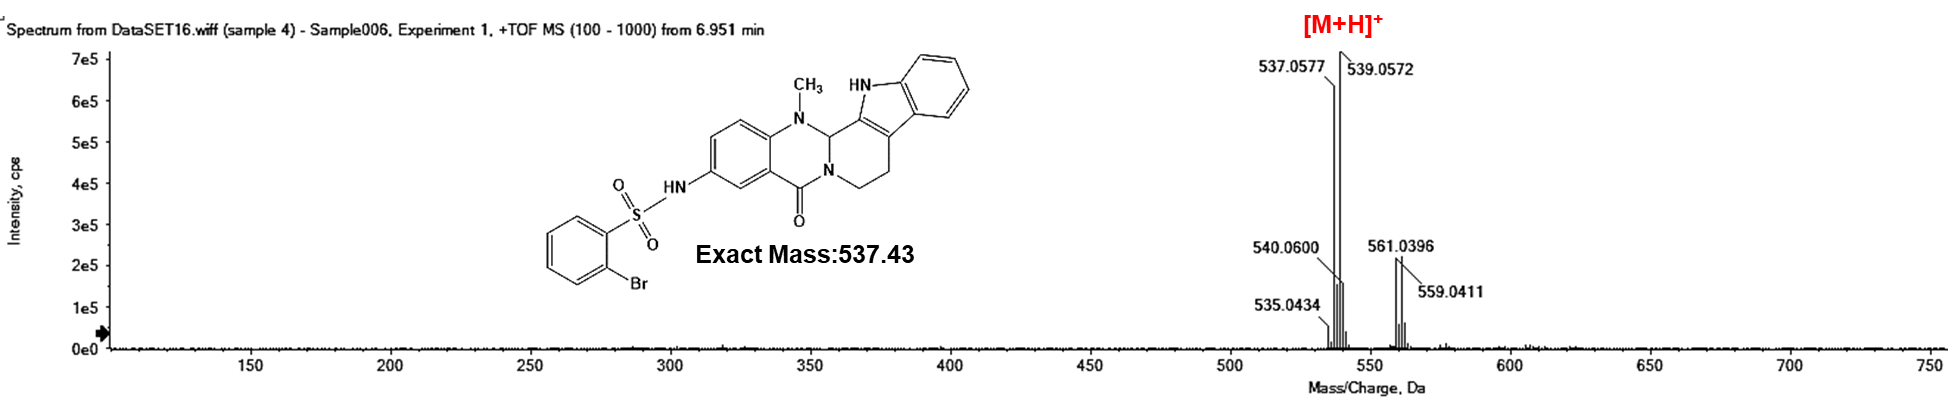 [M+H]⁺
Spectrum from DataSET16.wiff (sample 4) - Sample006, Experiment 1, +TOF MS (100 - 1000) from 6.951 min
7e5
6e5
5e5
4e5
3e5
2e5
1e5
0e0
Intensity, cps
537.0577
539.0572
540.0600
561.0396
535.0434
559.0411
CH₃
HN
N
N
HN
O
O
S
O
Br
Exact Mass:537.43
150 200 250 300 350 400 450 500 550 600 650 700 750
Mass/Charge, Da